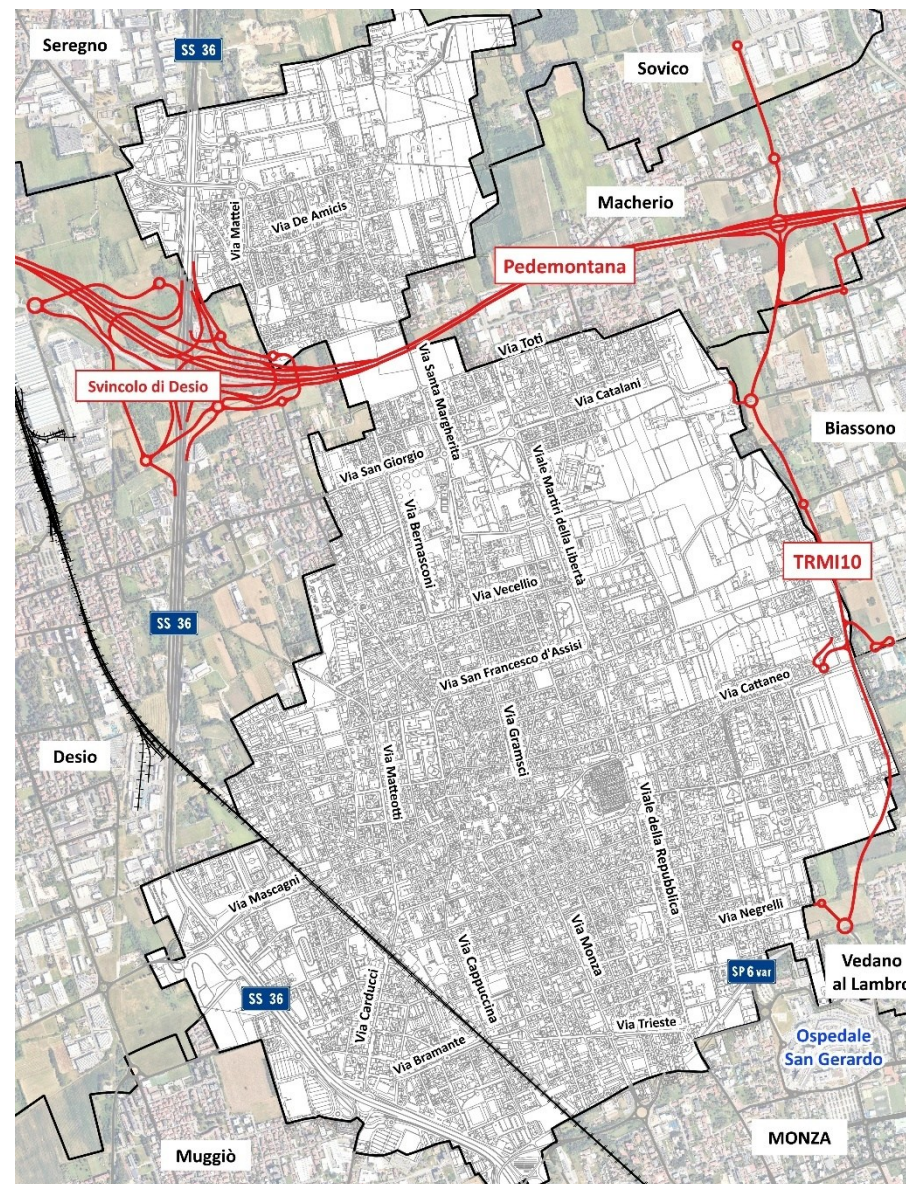 Seregno
SS 36
Sovico
Via Mattei
Via De Amicis
Macherio
Pedemontana
Svincolo di Desio
Via Toti
Via Santa Margherita
Via Catalani
Biassono
Via San Giorgio
Via Bernasconi
Viale Martiri della Libertà
TRMI10
Via Vecellio
SS 36
Via San Francesco d'Assisi
Via Cattaneo
Via Gramsci
Desio
Via Matteotti
Viale della Repubblica
Via Mascagni
Via Negrelli
Via Monza
Via Cappuccina
Vedano
al Lambro
SP 6 var
SS 36
Via Carducci
Via Trieste
Ospedale
San Gerardo
Via Bramante
MONZA
Muggiò